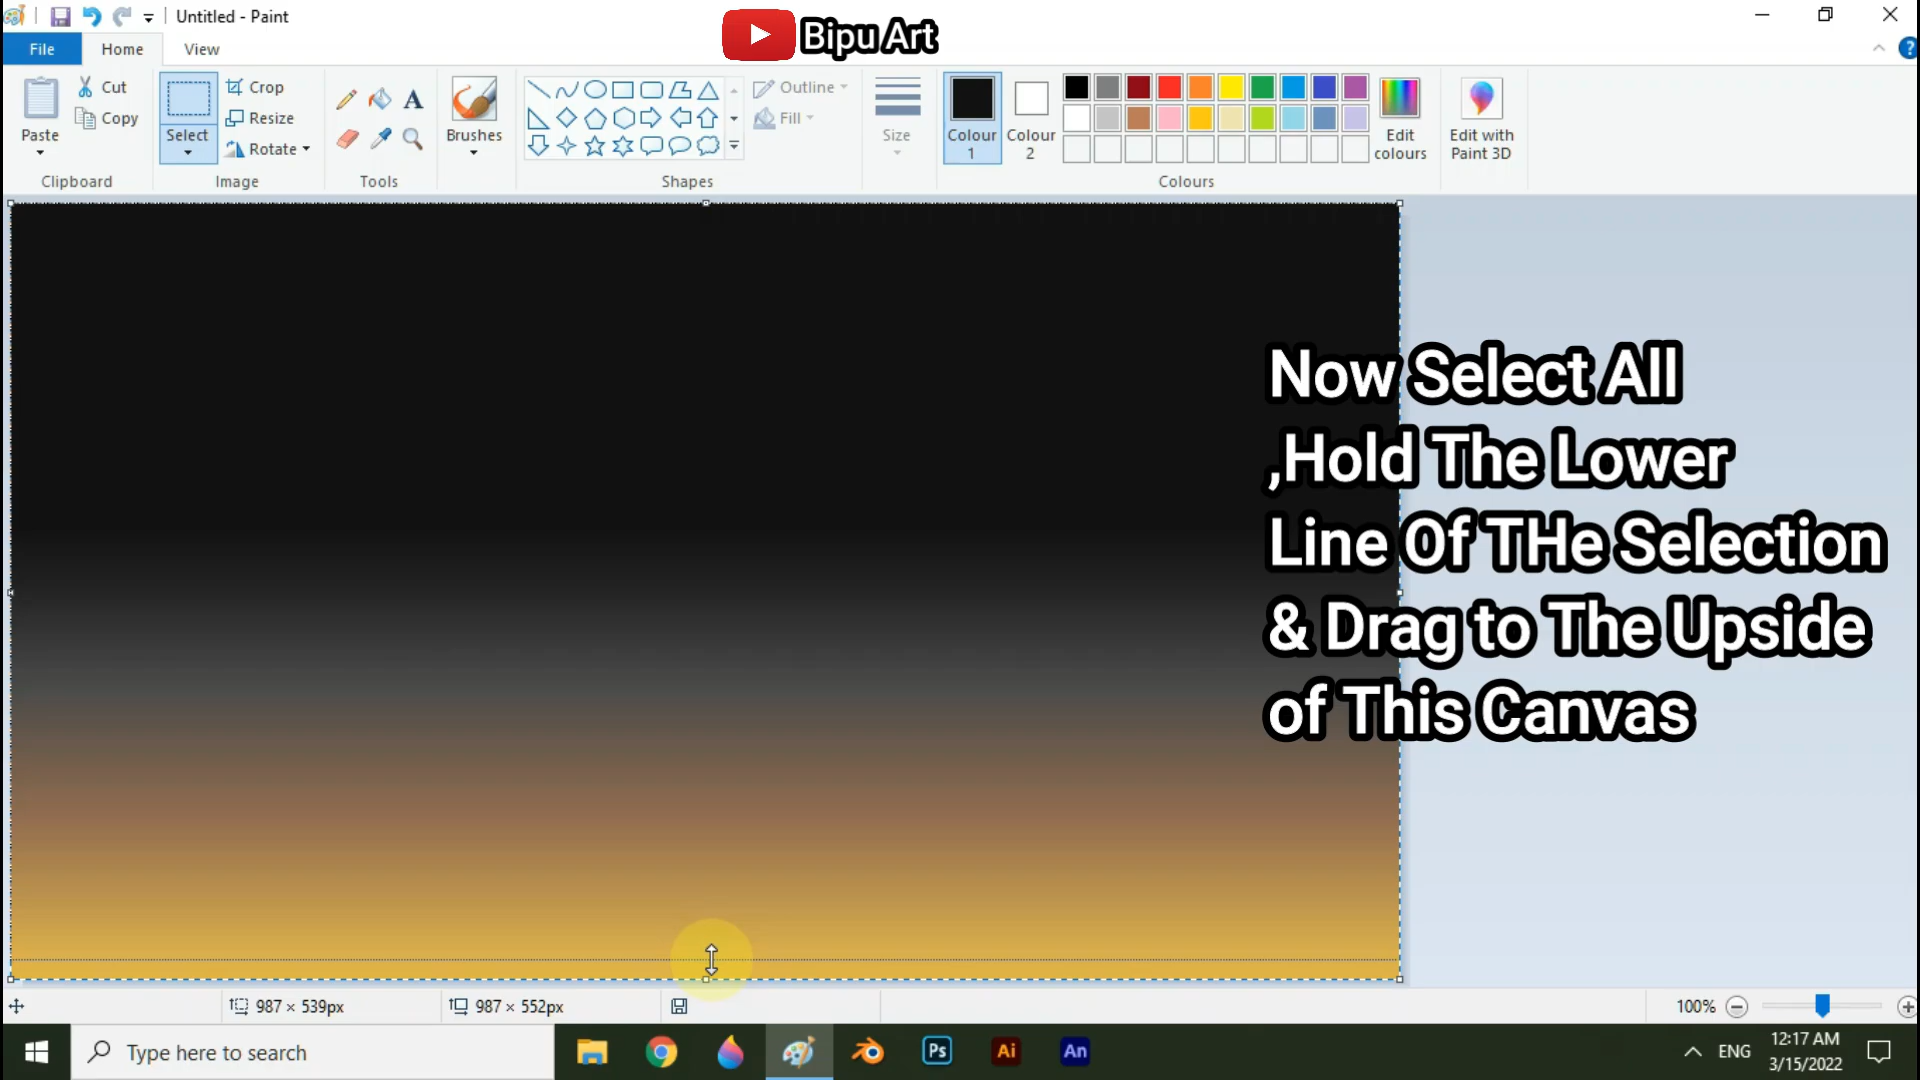 Untitled - Paint
Bipu Art
File Home View ?
Paste
Cut
Copy
Clipboard
Select
Crop
Resize
Rotate
Image
A
Tools
Brushes
Shapes
Outline
Fill
Size
Colour
1
Colour
2
Edit
colours
Colours
Edit with
Paint 3D
Now Select All
,Hold The Lower
Line Of THe Selection
& Drag to The Upside
of This Canvas
987 × 539px 987 × 552px 100%
Type here to search
Ps Ai An
ENG
12:17 AM
3/15/2022